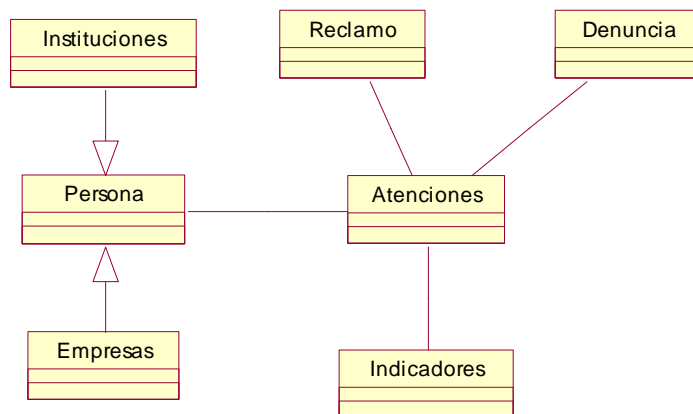 Instituciones
Reclamo
Denuncia
Persona
Atenciones
Empresas
Indicadores